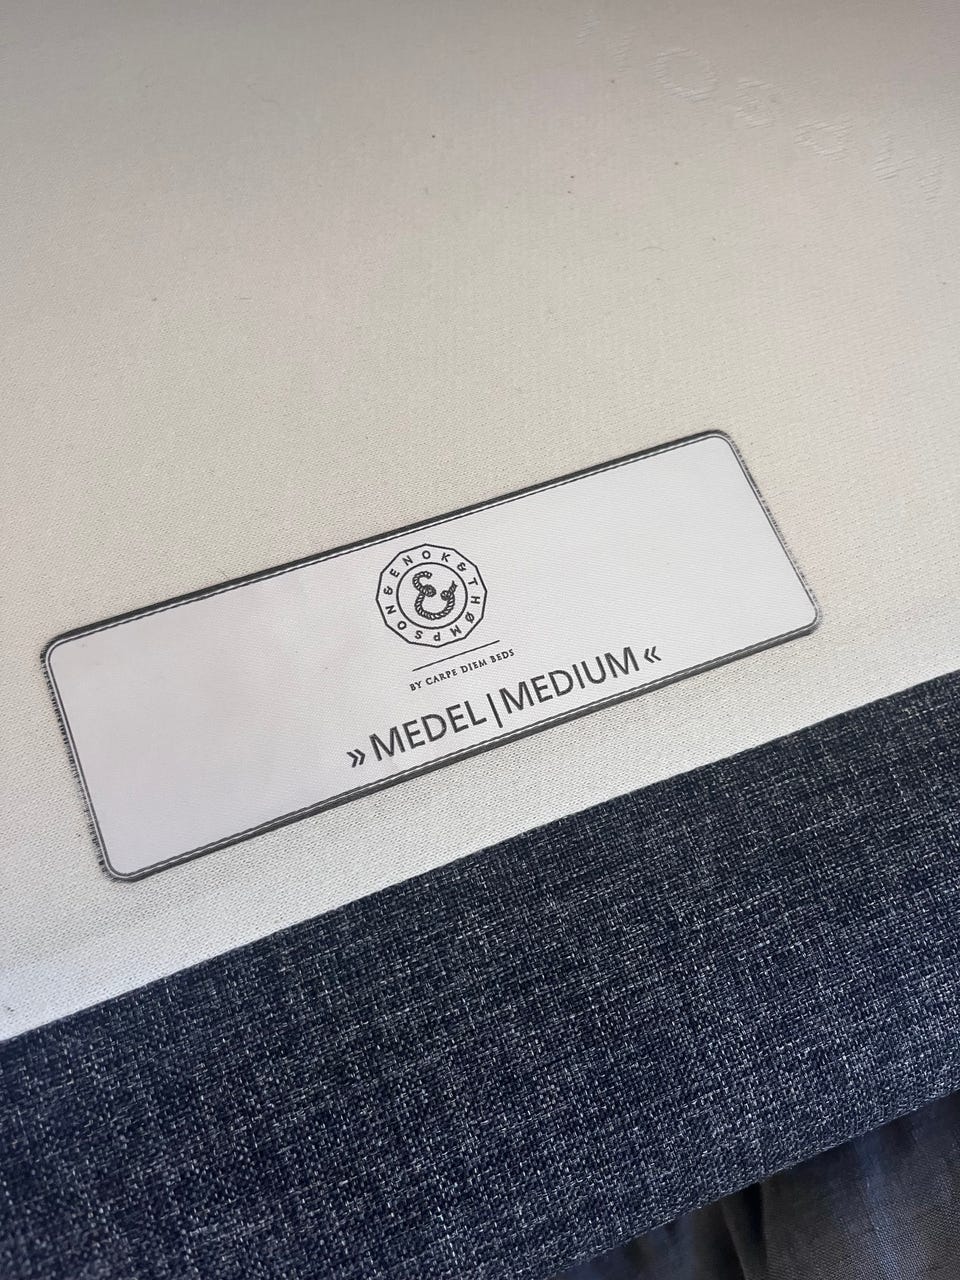 ENOK & THØMPSON &
&
BY CARPE DIEM BEDS
» MEDEL | MEDIUM «